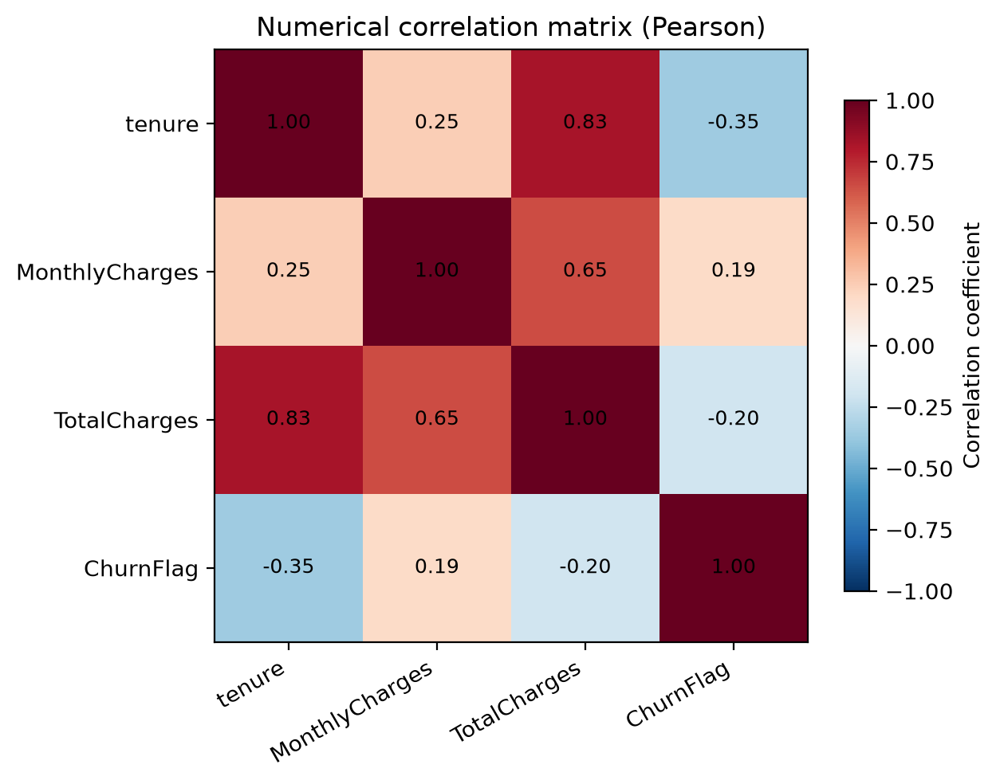 Numerical correlation matrix (Pearson)
tenure 1.00 0.25 0.83 -0.35
MonthlyCharges 0.25 1.00 0.65 0.19
TotalCharges 0.83 0.65 1.00 -0.20
ChurnFlag -0.35 0.19 -0.20 1.00
tenure MonthlyCharges TotalCharges ChurnFlag
1.00
0.75
0.50
0.25
0.00
−0.25
−0.50
−0.75
−1.00
Correlation coefficient